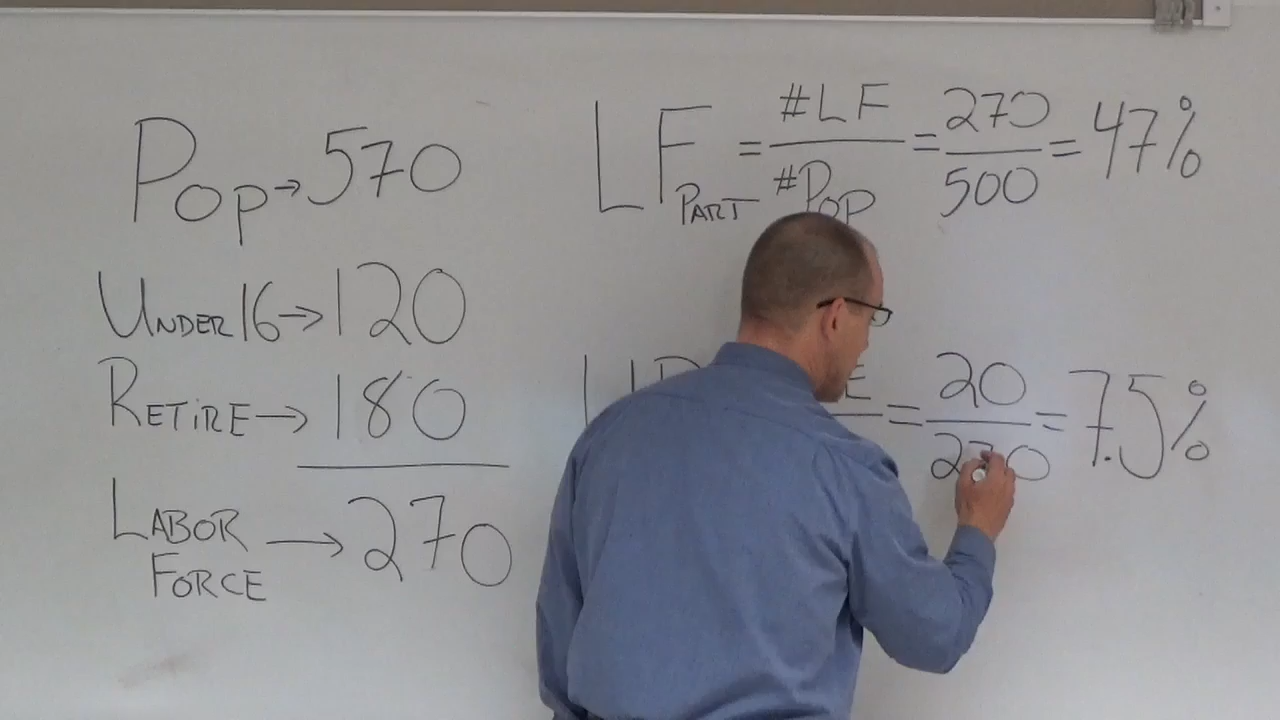 Pop→570
UNDER 16→120
RETIRE→180
LABOR FORCE→270
LF PART = #LF / #Pop = 270 / 500 = 47%
= 20 / 270 = 7.5%